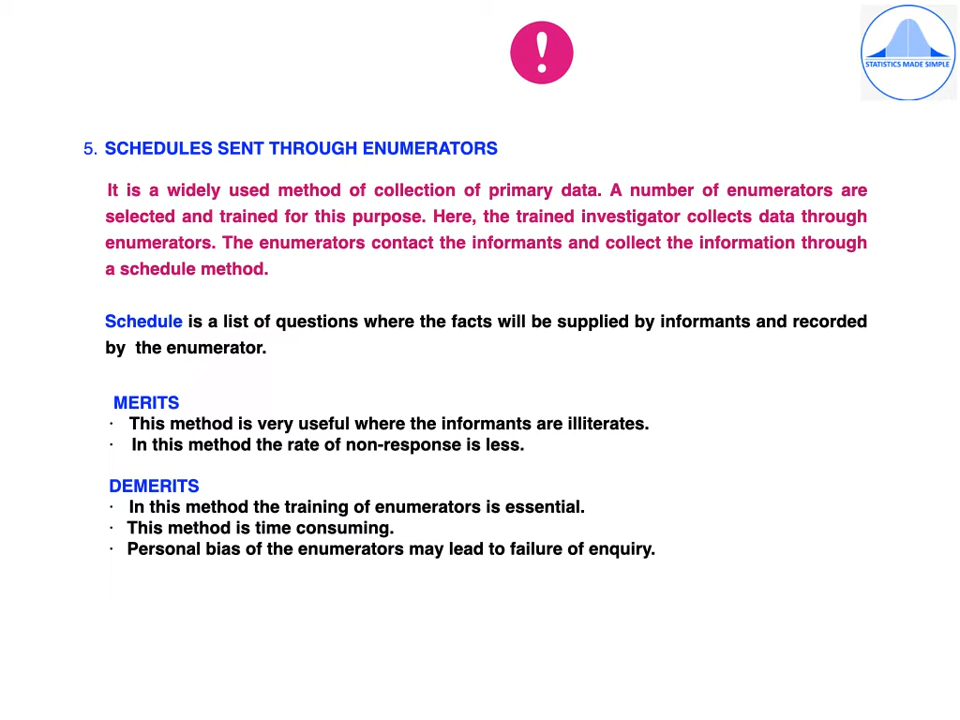 !
STATISTICS MADE SIMPLE
5. SCHEDULES SENT THROUGH ENUMERATORS
It is a widely used method of collection of primary data. A number of enumerators are
selected and trained for this purpose. Here, the trained investigator collects data through
enumerators. The enumerators contact the informants and collect the information through
a schedule method.
Schedule is a list of questions where the facts will be supplied by informants and recorded
by the enumerator.
MERITS
· This method is very useful where the informants are illiterates.
· In this method the rate of non-response is less.
DEMERITS
· In this method the training of enumerators is essential.
· This method is time consuming.
· Personal bias of the enumerators may lead to failure of enquiry.